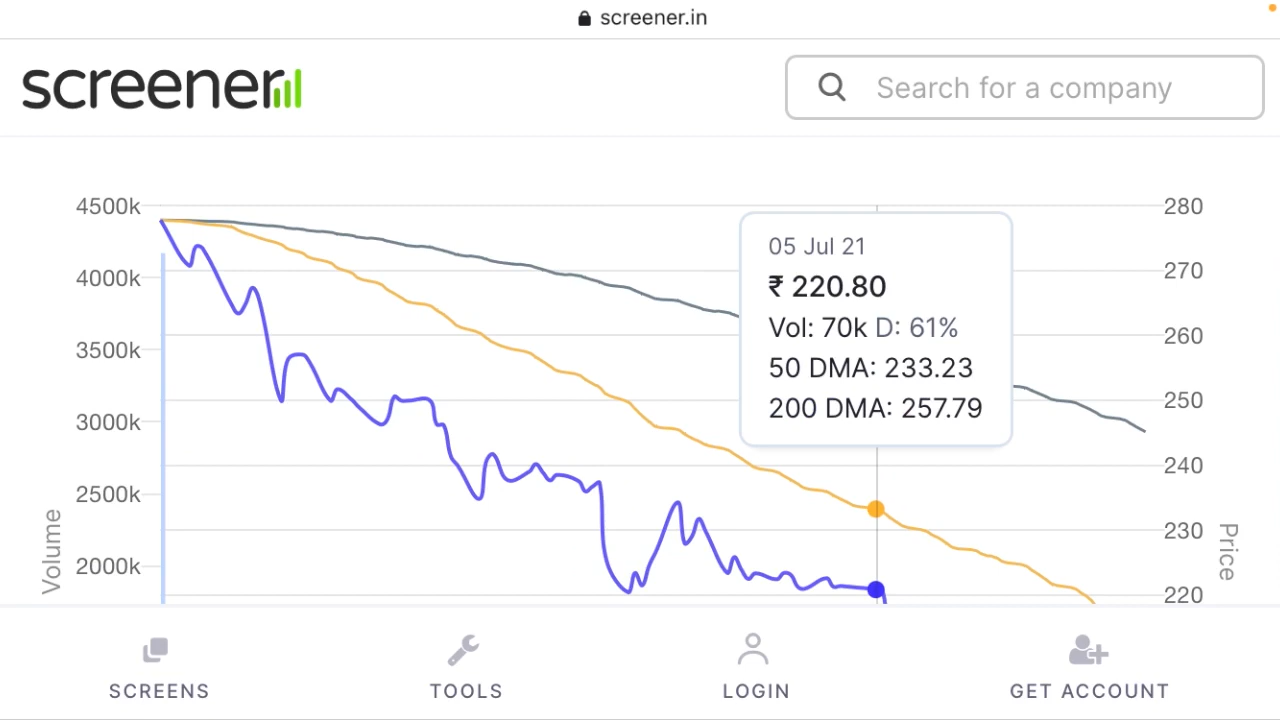 screener.in
screener
Search for a company
4500k
4000k
3500k
3000k
2500k
2000k
Volume
280
270
260
250
240
230
220
Price
05 Jul 21
₹ 220.80
Vol: 70k D: 61%
50 DMA: 233.23
200 DMA: 257.79
SCREENS
TOOLS
LOGIN
GET ACCOUNT